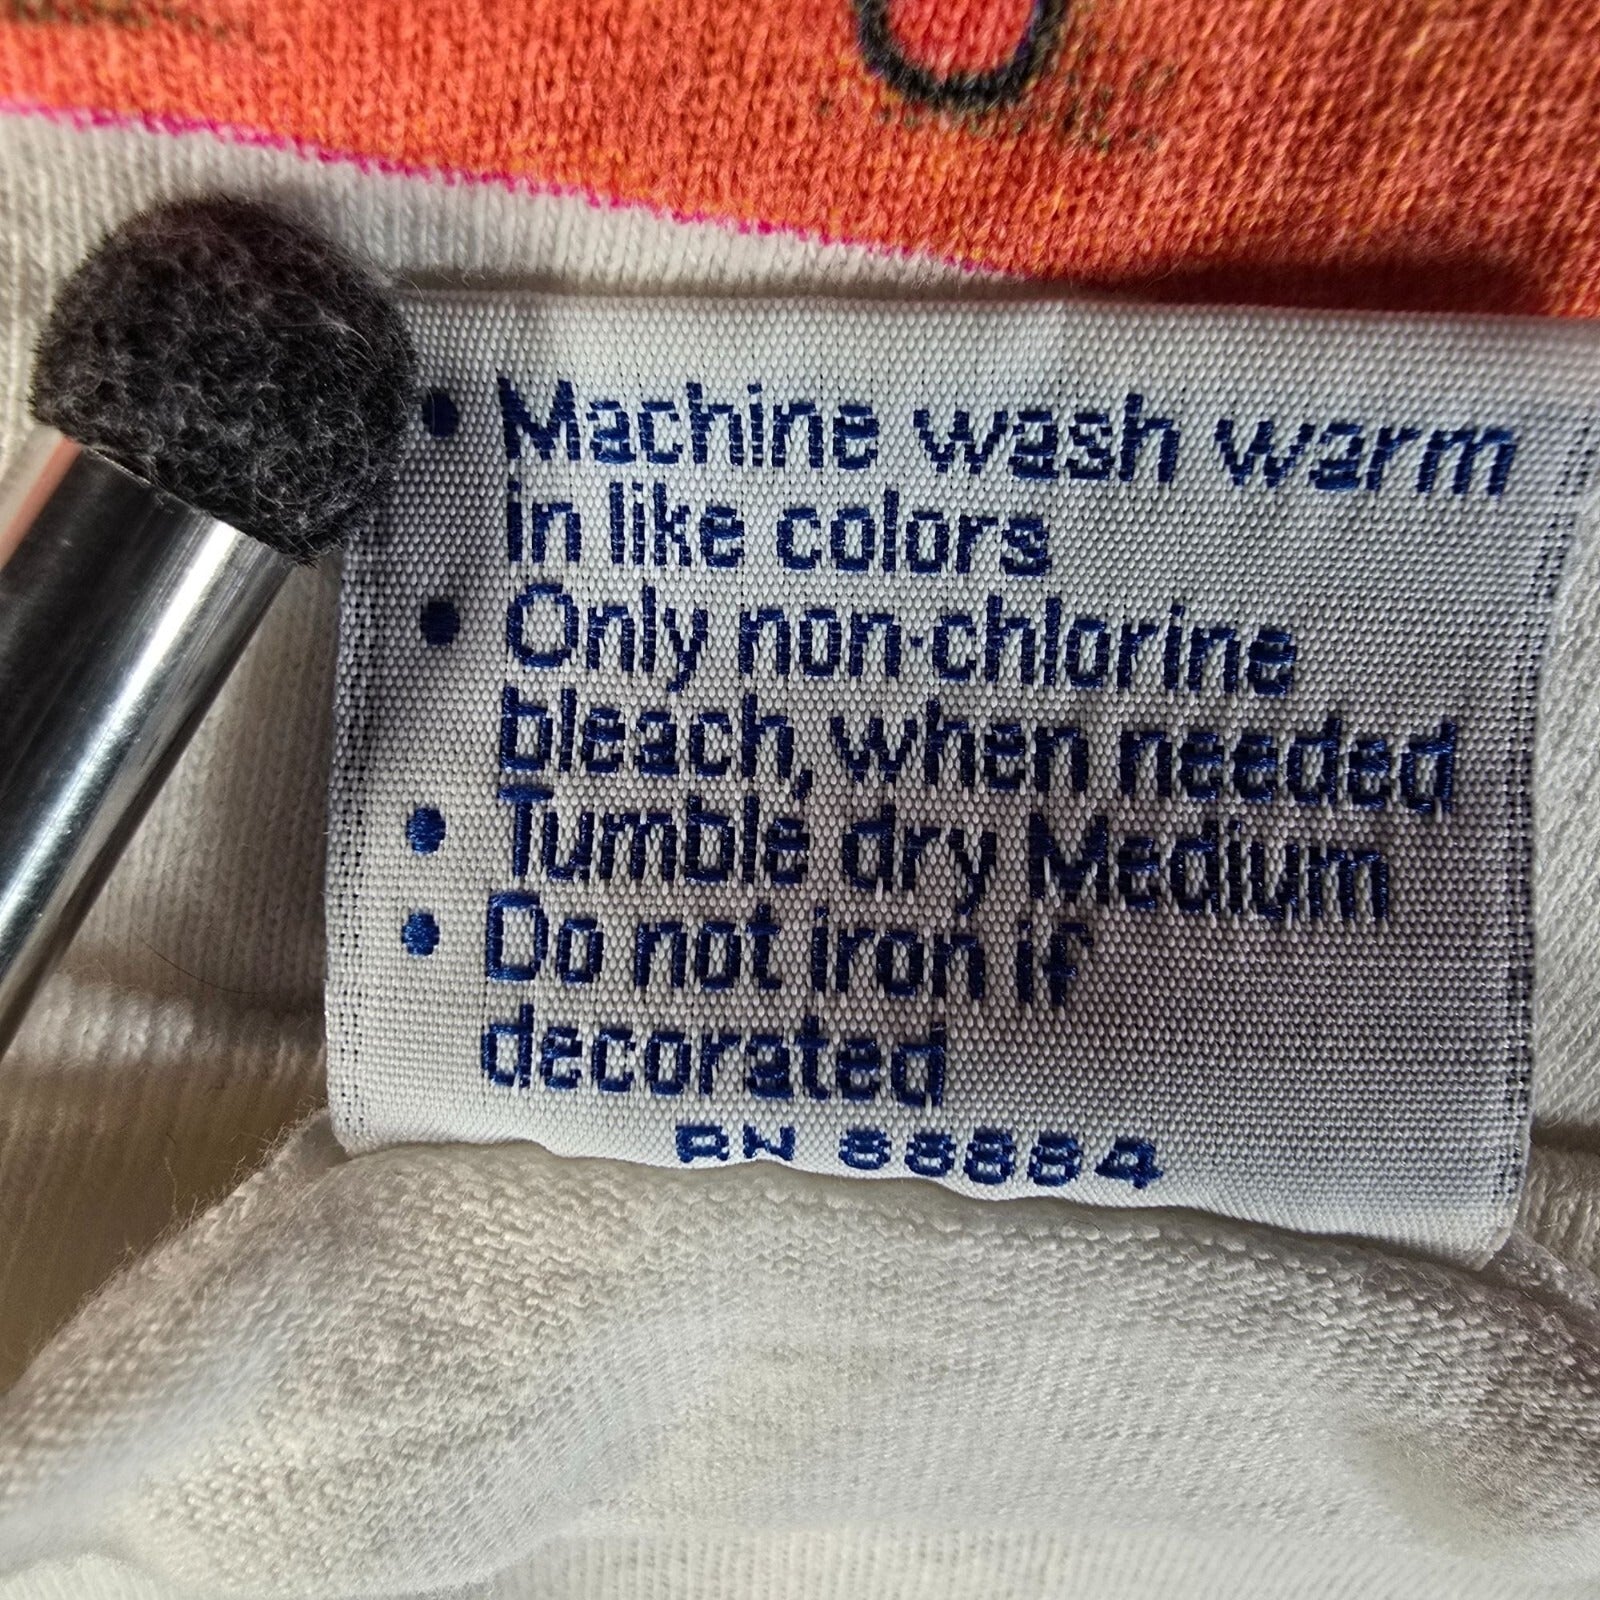 • Machine wash warm
in like colors
• Only non-chlorine
bleach, when needed
• Tumble dry Medium
• Do not iron if
decorated
RN 88884